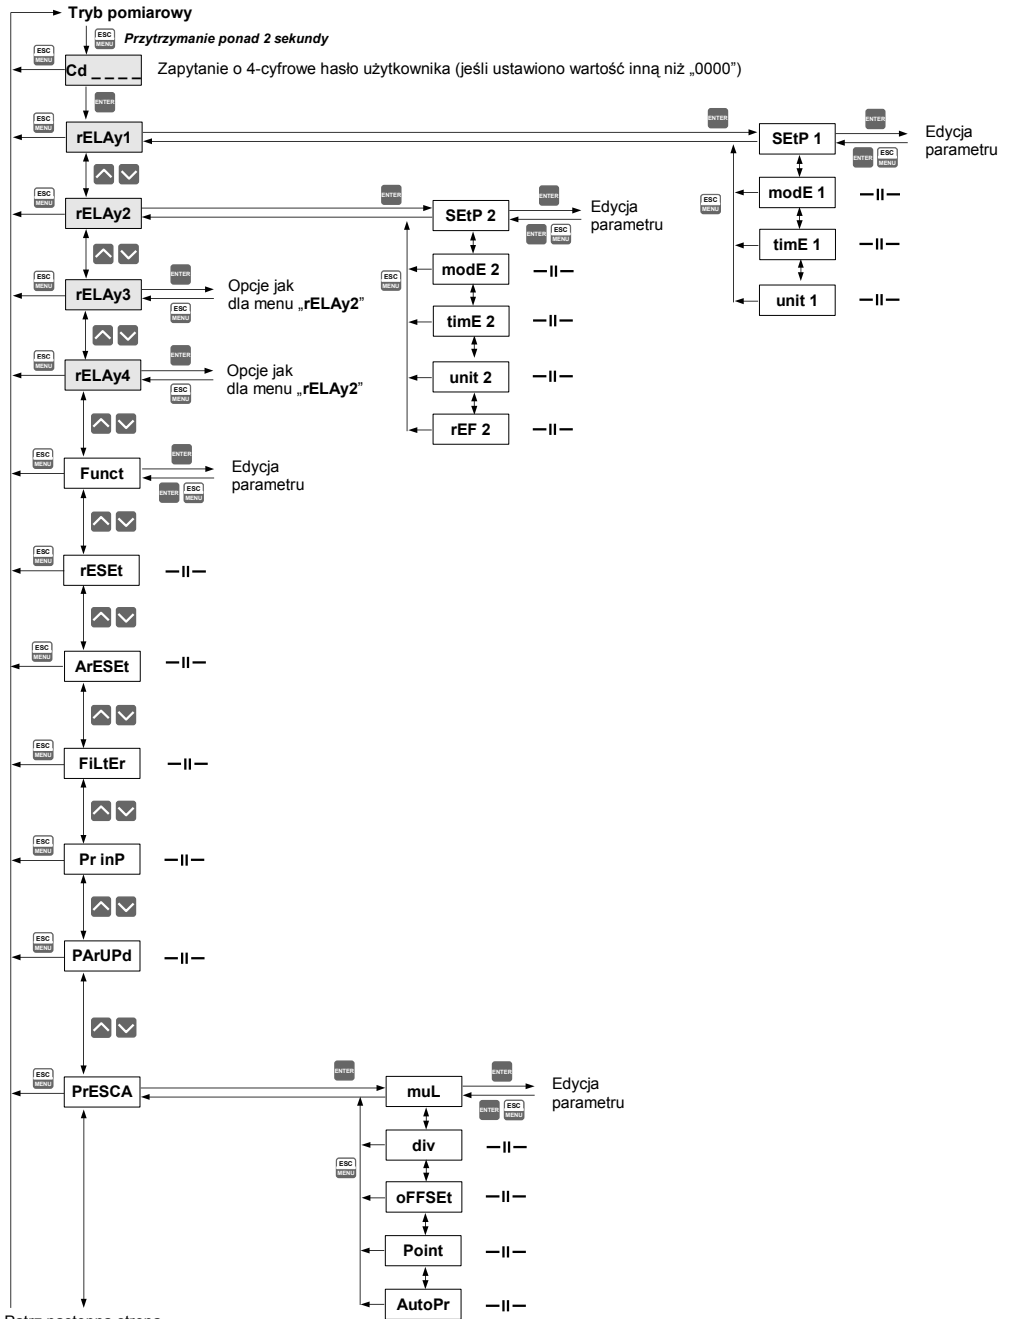 Tryb pomiarowy
ESC
MENU
Przytrzymanie ponad 2 sekundy
ESC
MENU
Cd _ _ _ _
Zapytanie o 4-cyfrowe hasło użytkownika (jeśli ustawiono wartość inną niż „0000”)
ENTER
ESC
MENU
rELAy1
ENTER
SEtP 1
ENTER
ENTER
ESC
MENU
Edycja
parametru
ESC
MENU
modE 1
—II—
timE 1
—II—
unit 1
—II—
ESC
MENU
rELAy2
ENTER
SEtP 2
ENTER
ENTER
ESC
MENU
Edycja
parametru
ESC
MENU
modE 2
—II—
timE 2
—II—
unit 2
—II—
rEF 2
—II—
ESC
MENU
rELAy3
ENTER
ESC
MENU
Opcje jak
dla menu „rELAy2”
ESC
MENU
rELAy4
ENTER
ESC
MENU
Opcje jak
dla menu „rELAy2”
ESC
MENU
Funct
ENTER
ENTER
ESC
MENU
Edycja
parametru
ESC
MENU
rESEt
—II—
ESC
MENU
ArESEt
—II—
ESC
MENU
FiLtEr
—II—
ESC
MENU
Pr inP
—II—
ESC
MENU
PArUPd
—II—
ESC
MENU
PrESCA
ENTER
muL
ENTER
ENTER
ESC
MENU
Edycja
parametru
ESC
MENU
div
—II—
oFFSEt
—II—
Point
—II—
AutoPr
—II—